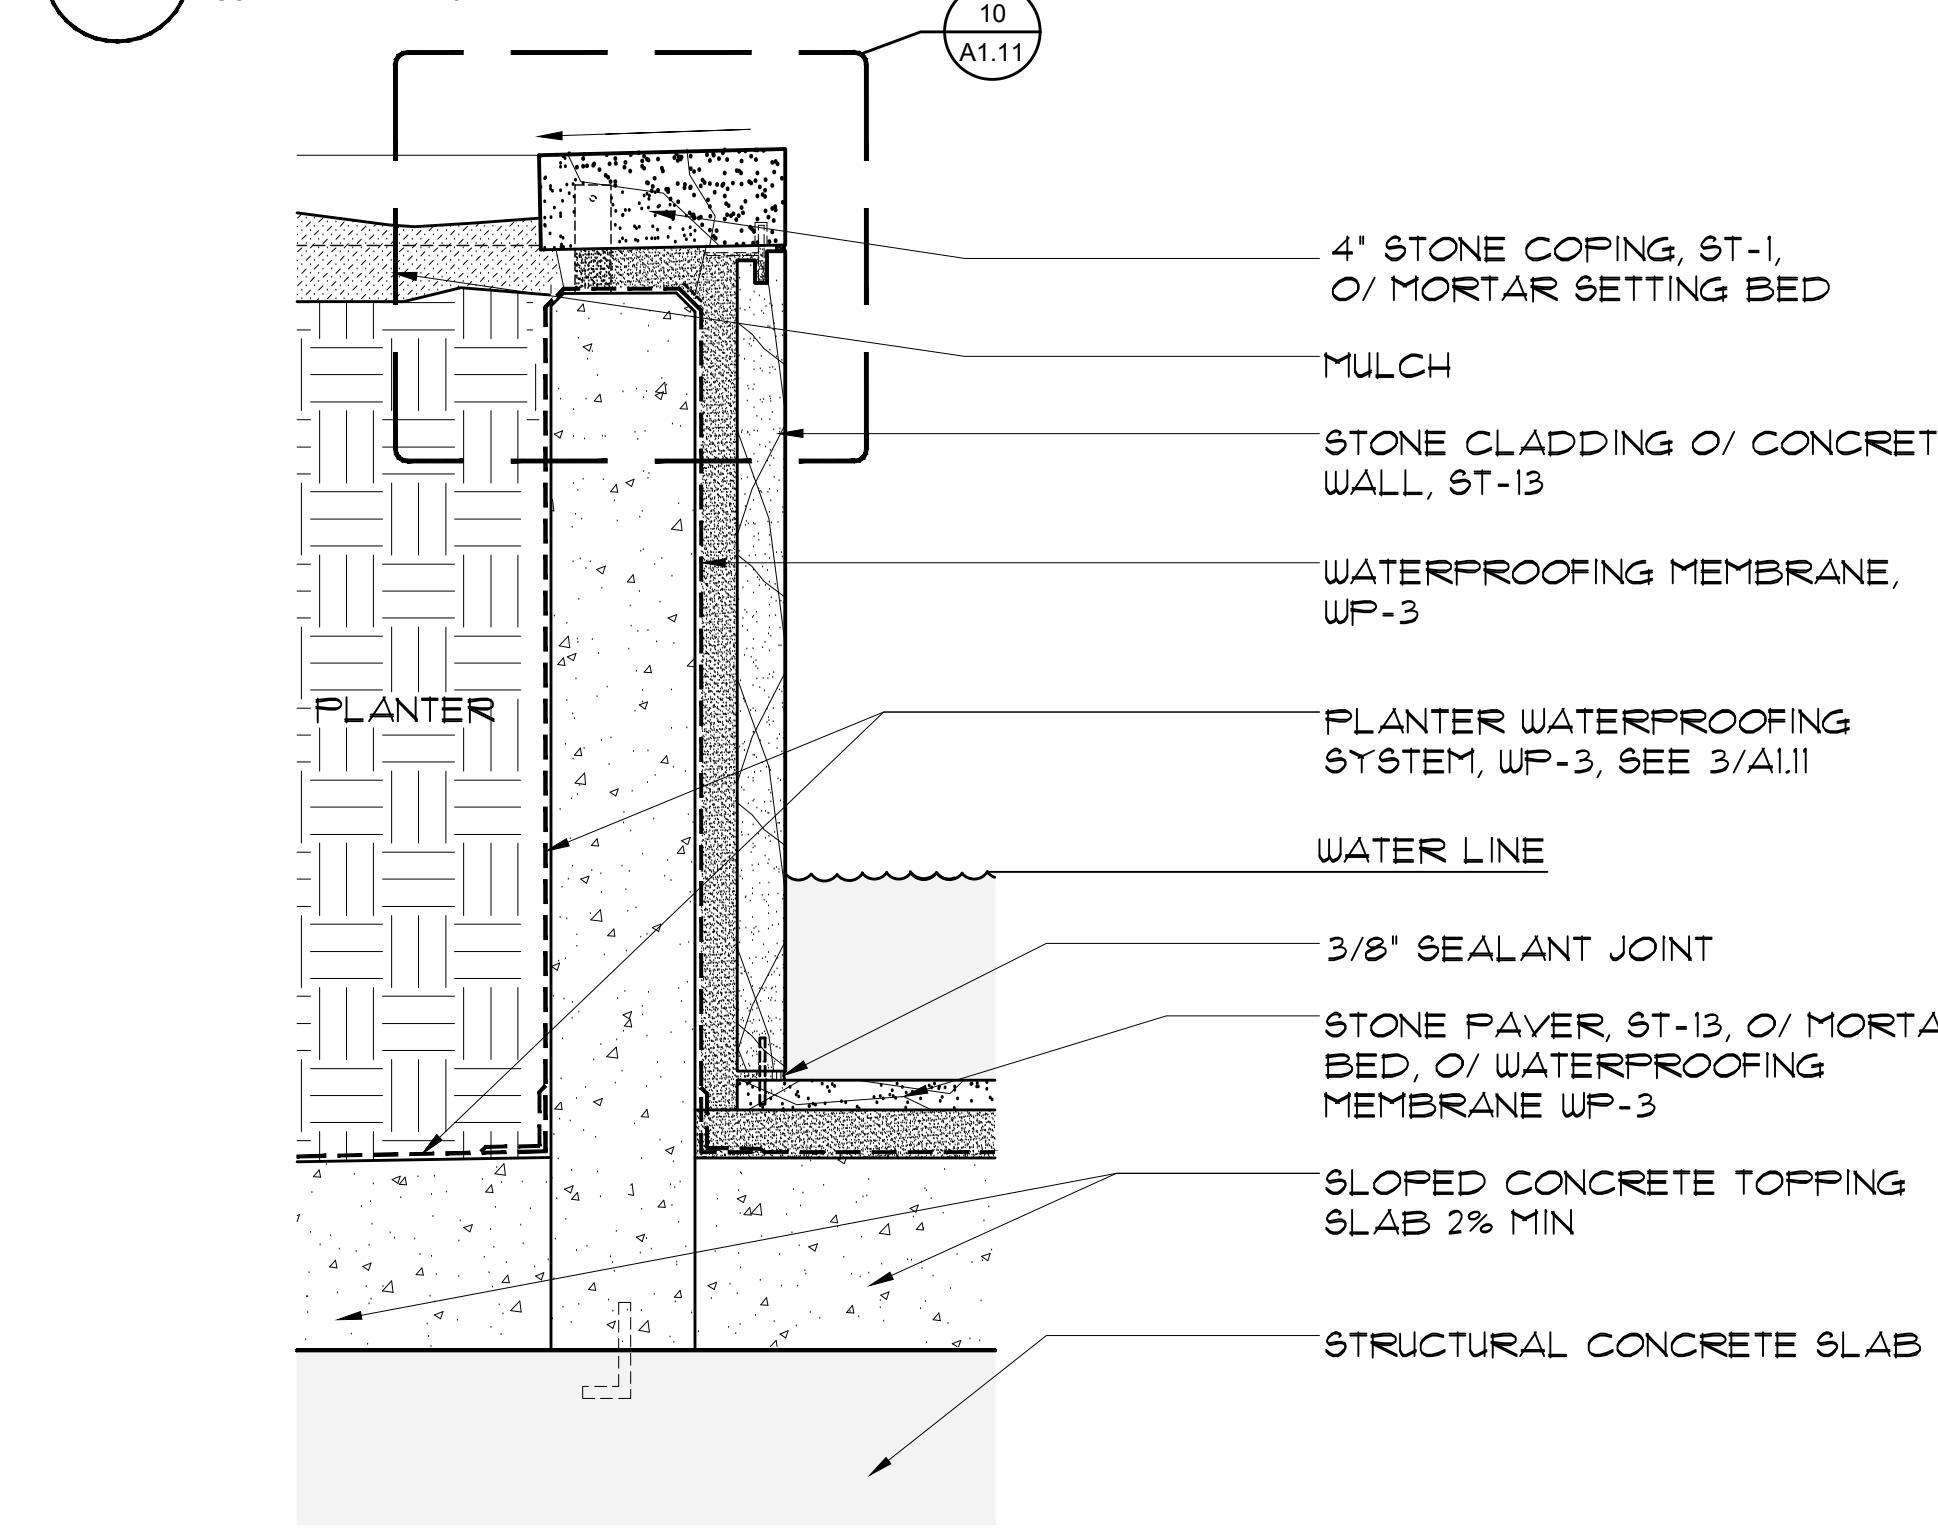 10
A1.11
4" STONE COPING, ST-1,
O/ MORTAR SETTING BED
MULCH
STONE CLADDING O/ CONCRET
WALL, ST-13
WATERPROOFING MEMBRANE,
WP-3
PLANTER
PLANTER WATERPROOFING
SYSTEM, WP-3, SEE 3/A1.11
WATER LINE
3/8" SEALANT JOINT
STONE PAVER, ST-13, O/ MORTA
BED, O/ WATERPROOFING
MEMBRANE WP-3
SLOPED CONCRETE TOPPING
SLAB 2% MIN
STRUCTURAL CONCRETE SLAB